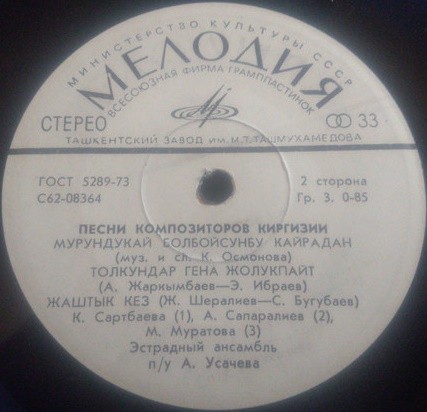 МИНИСТЕРСТВО КУЛЬТУРЫ СССР
МЕЛОДИЯ
ВСЕСОЮЗНАЯ ФИРМА ГРАМПЛАСТИНОК
СТЕРЕО
33
ТАШКЕНТСКИЙ ЗАВОД ИМ. М. Т. ТАШМУХАМЕДОВА
ГОСТ 5289-73
2 сторона
С62-08364
Гр. 3. 0-85
ПЕСНИ КОМПОЗИТОРОВ КИРГИЗИИ
МУРУНДУКАЙ БОЛБОЙСУНБУ КАЙРАДАН
(муз. и сл. К. Осмонова)
ТОЛКУНДАР ГЕНА ЖОЛУКПАЙТ
(А. Жаркымбаев—Э. Ибраев)
ЖАШТЫК КЕЗ (Ж. Шералиев—С. Бугубаев)
К. Сартбаева (1), А. Сапаралиев (2),
М. Муратова (3)
Эстрадный ансамбль
п/у А. Усачева